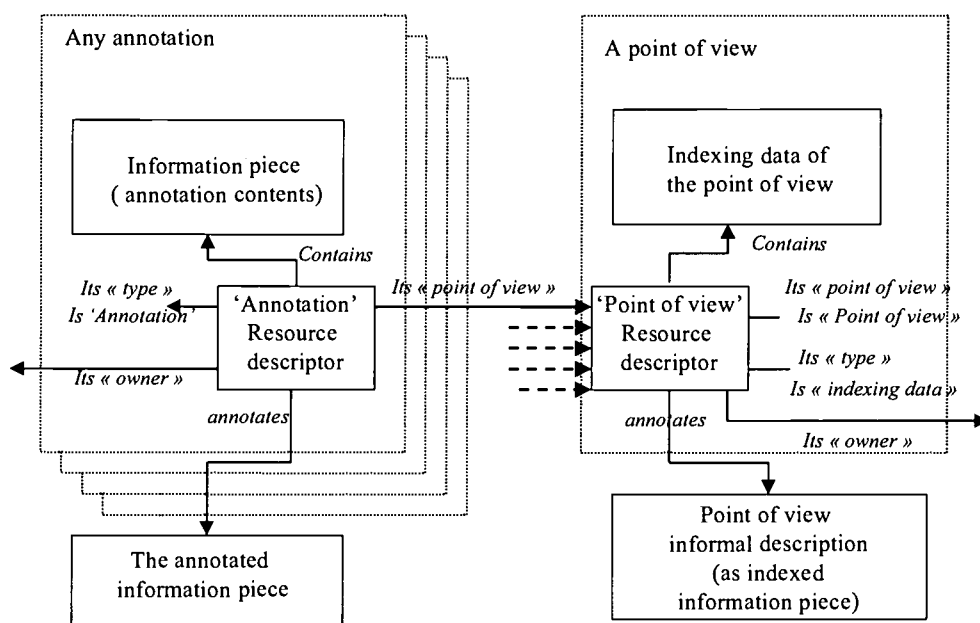 Any annotation
Information piece
( annotation contents)
Contains
Its « type »
Is ‘Annotation’
‘Annotation’
Resource
descriptor
Its « owner »
annotates
The annotated
information piece
Its « point of view »
A point of view
Indexing data of
the point of view
Contains
‘Point of view’
Resource
descriptor
Its « point of view »
Is « Point of view »
Its « type »
Is « indexing data »
annotates
Its « owner »
Point of view
informal description
(as indexed
information piece)